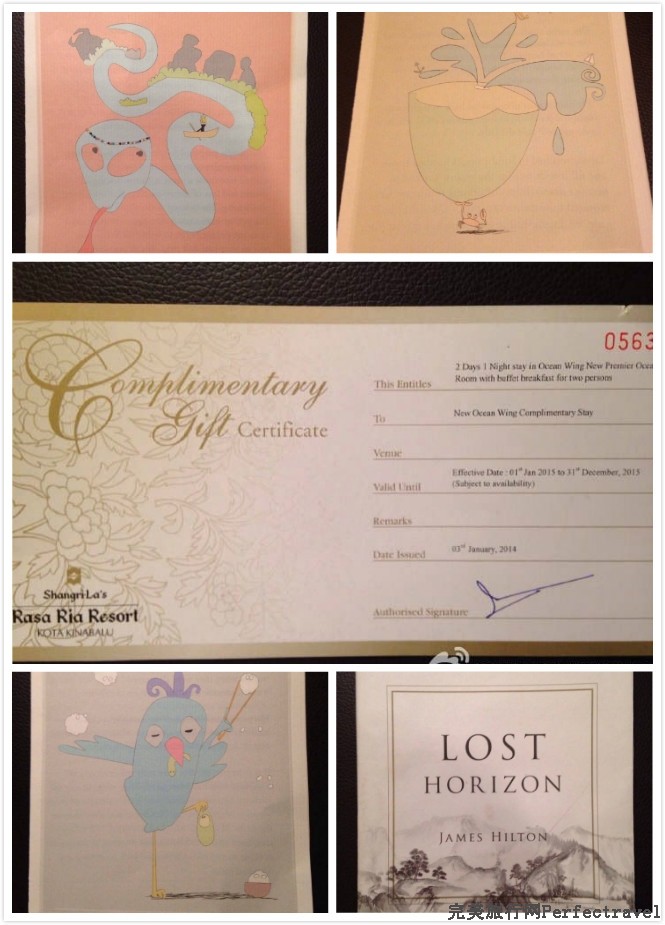 Complimentary
Gift Certificate
0563
This Entitles
2 Days 1 Night stay in Ocean Wing New Premier Ocea
Room with buffet breakfast for two persons
To
New Ocean Wing Complimentary Stay
Venue
Valid Until
Effective Date : 01st Jan 2015 to 31st December, 2015
(Subject to availability)
Remarks
Date Issued
03rd January, 2014
Authorised Signature
Shangri-La's
Rasa Ria Resort
KOTA KINABALU
LOST
HORIZON
JAMES HILTON
完美旅行网Perfectravel